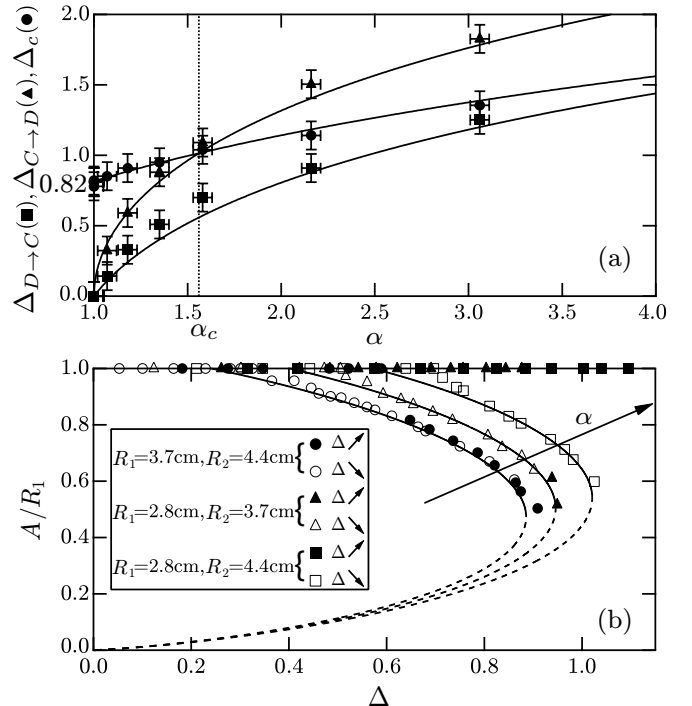 Δ_{D→C}(■), Δ_{C→D}(▲), Δ_c(●)
2.0
1.5
1.0
0.82
0.5
0.0
(a)
1.0 1.5 2.0 2.5 3.0 3.5 4.0
α_c
α
A/R_1
1.0
0.8
0.6
0.4
0.2
0.0
α
R_1=3.7cm, R_2=4.4cm { ● Δ ↗
○ Δ ↘
R_1=2.8cm, R_2=3.7cm { ▲ Δ ↗
△ Δ ↘
R_1=2.8cm, R_2=4.4cm { ■ Δ ↗
□ Δ ↘
(b)
0.0 0.2 0.4 0.6 0.8 1.0
Δ